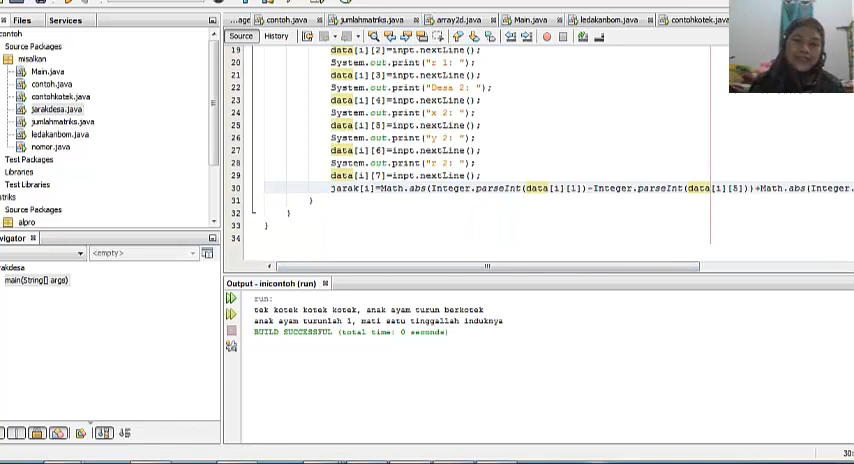 Files
Services
contoh
Source Packages
misalkan
Main.java
contoh.java
contohkotek.java
jarakdesa.java
jumlahmatriks.java
ledakanbom.java
nomor.java
Test Packages
Libraries
Test Libraries
triks
Source Packages
alpro
vigator
<empty>
rakdesa
main(String[] args)
...age
contoh.java
jumlahmatriks.java
array2d.java
Main.java
ledakanbom.java
contohkotek.java
Source
History
19 data[i][2]=inpt.nextLine();
20 System.out.print("r 1: ");
21 data[i][3]=inpt.nextLine();
22 System.out.print("Desa 2: ");
23 data[i][4]=inpt.nextLine();
24 System.out.print("x 2: ");
25 data[i][5]=inpt.nextLine();
26 System.out.print("y 2: ");
27 data[i][6]=inpt.nextLine();
28 System.out.print("r 2: ");
29 data[i][7]=inpt.nextLine();
30 jarak[i]=Math.abs(Integer.parseInt(data[i][1])-Integer.parseInt(data[i][5]))+Math.abs(Integer.
31 }
32 }
33 }
34
Output - inicontoh (run)
run:
tek kotek kotek kotek, anak ayam turun berkotek
anak ayam turunlah 1, mati satu tinggallah induknya
BUILD SUCCESSFUL (total time: 0 seconds)
30: